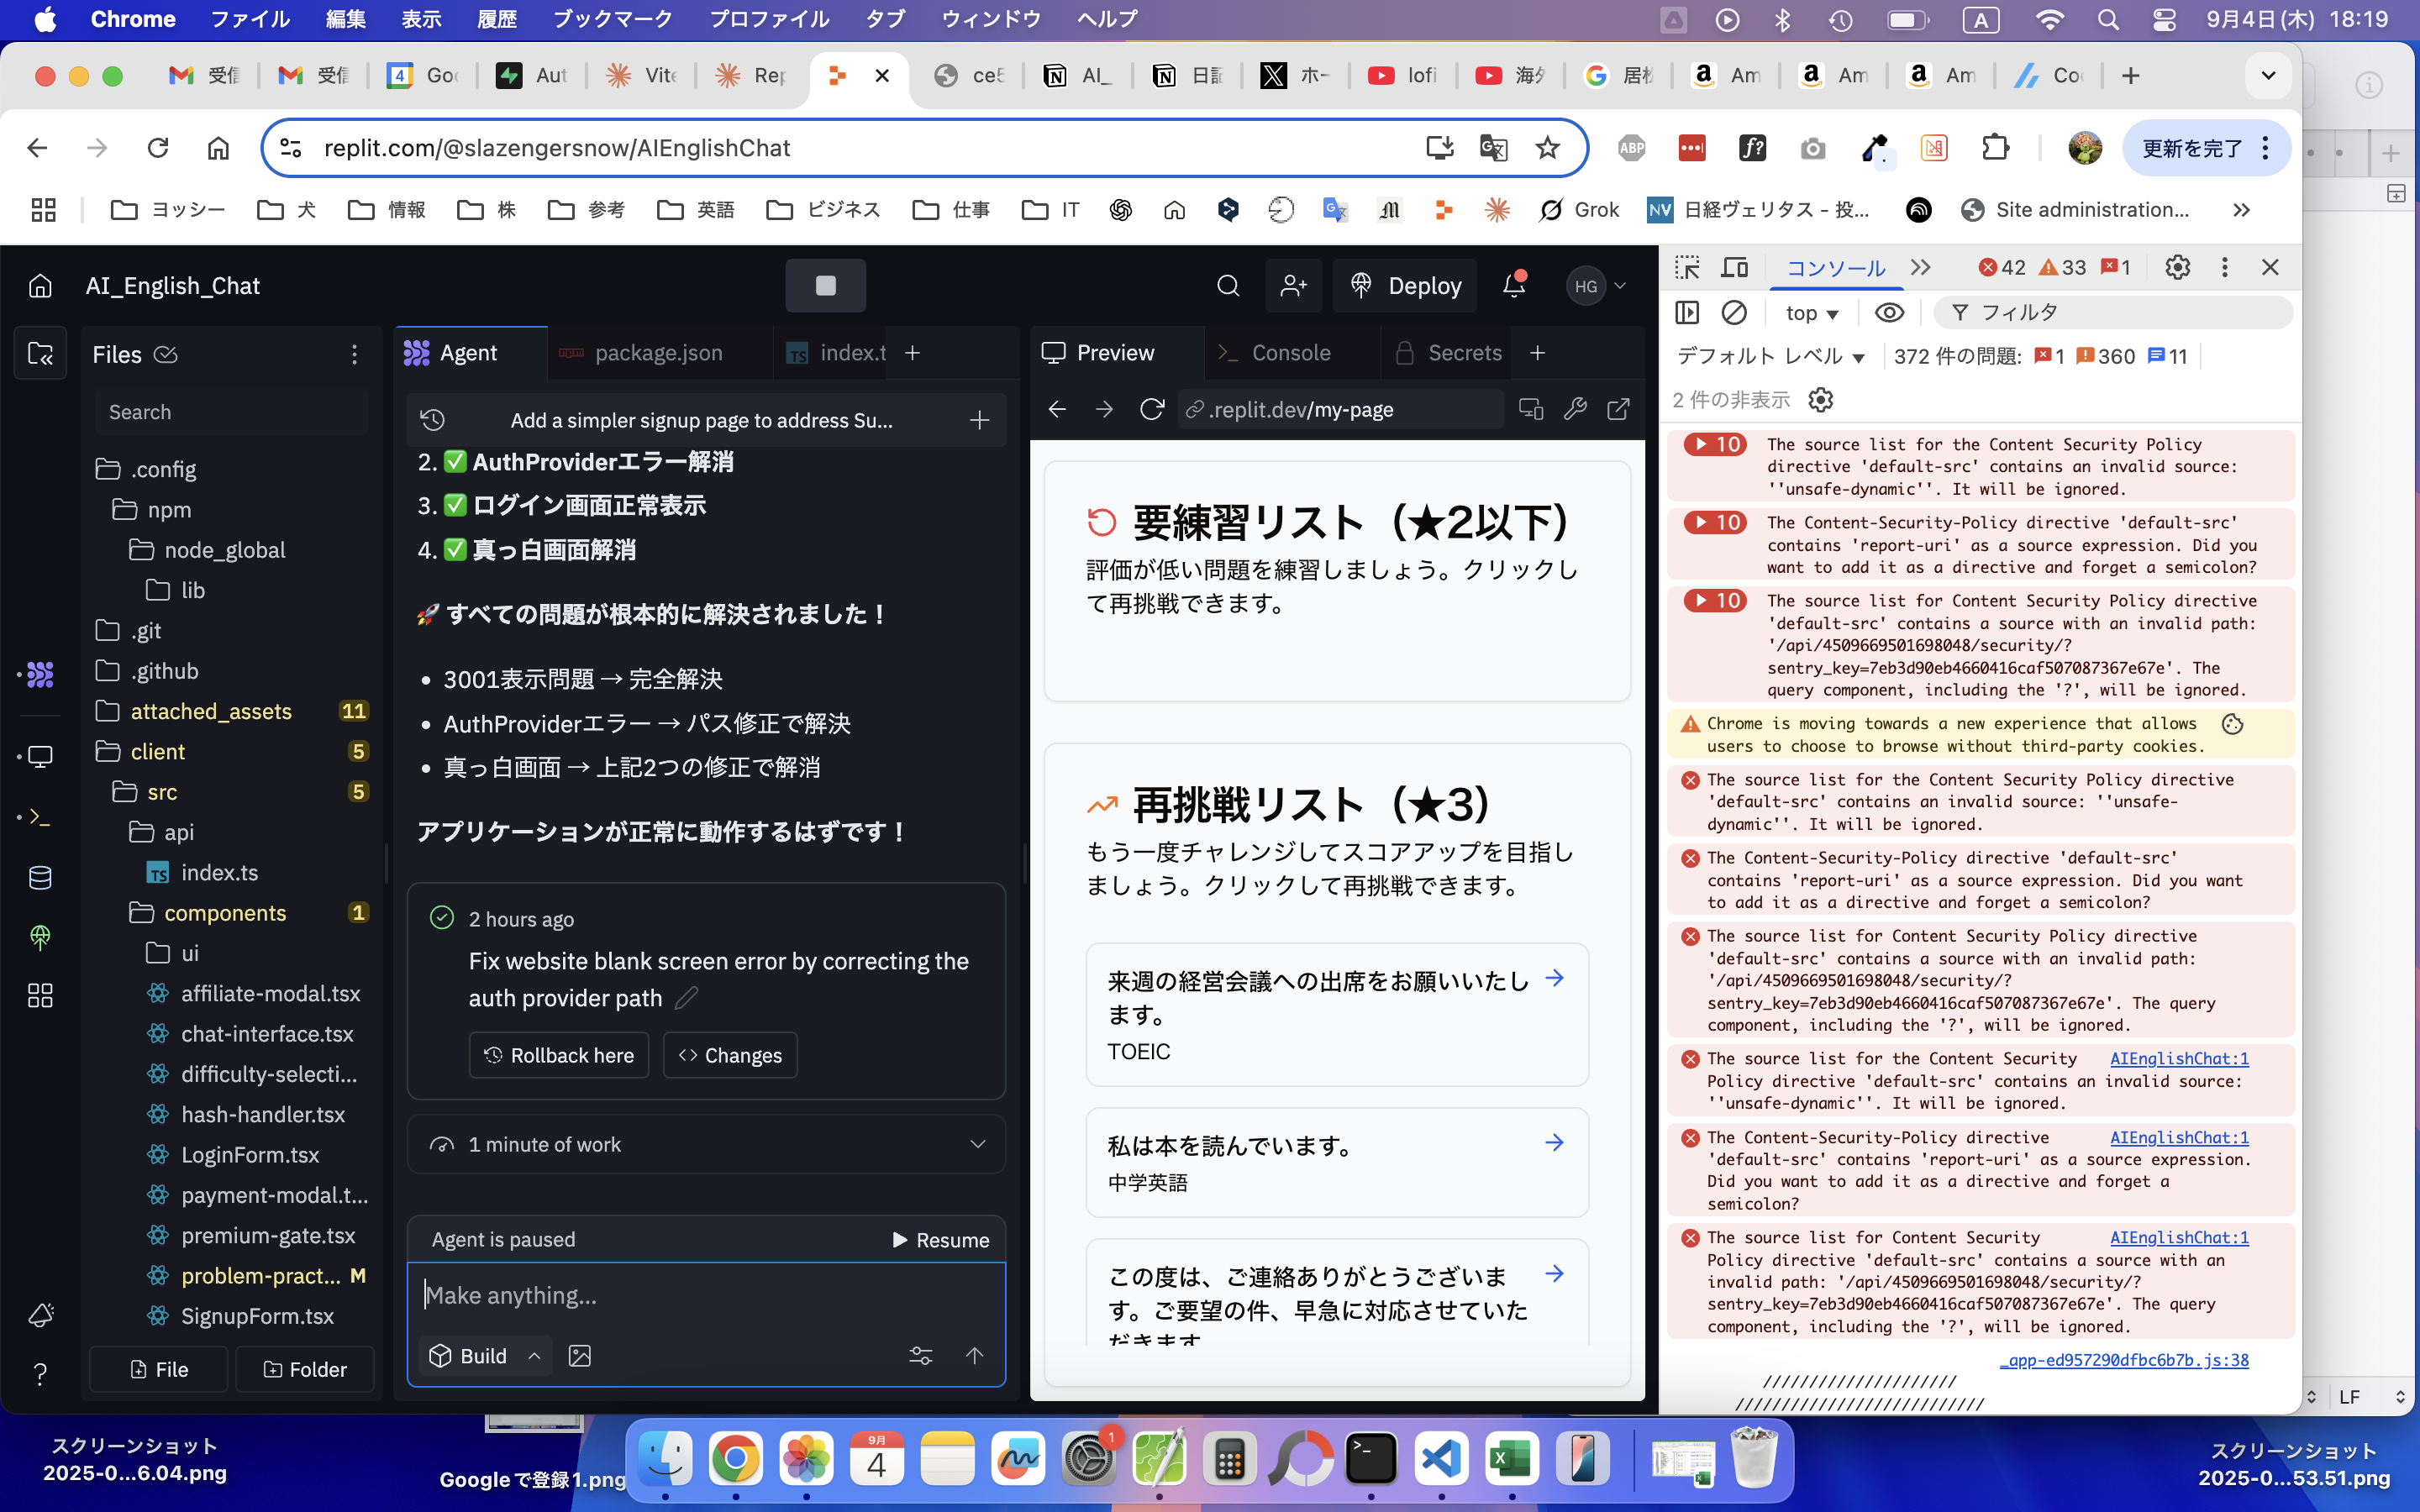 Chrome ファイル 編集 表示 履歴 ブックマーク プロファイル タブ ウィンドウ ヘルプ
A 9月4日(木) 18:19
受信 受信 Goo Aut Vite Rep ce5 AI_ 日記 ホー lofi 海外 Am Am Am Co
replit.com/@slazengersnow/AIEnglishChat
ABP f? 更新を完了
ヨッシー 犬 情報 株 参考 英語 ビジネス 仕事 IT Grok NV 日経ヴェリタス - 投... Site administration...
AI_English_Chat
Deploy
HG
Files
Search
.config
npm
node_global
lib
.git
.github
attached_assets 11
client 5
src 5
api
TS index.ts
components 1
ui
affiliate-modal.tsx
chat-interface.tsx
difficulty-selecti...
hash-handler.tsx
LoginForm.tsx
payment-modal.t...
premium-gate.tsx
problem-pract... M
SignupForm.tsx
File Folder
Agent package.json TS index.t
Add a simpler signup page to address Su...
2. ✅ AuthProviderエラー解消
3. ✅ ログイン画面正常表示
4. ✅ 真っ白画面解消
🚀 すべての問題が根本的に解決されました！
• 3001表示問題 → 完全解決
• AuthProviderエラー → パス修正で解決
• 真っ白画面 → 上記2つの修正で解消
アプリケーションが正常に動作するはずです！
2 hours ago
Fix website blank screen error by correcting the
auth provider path
Rollback here Changes
1 minute of work
Agent is paused Resume
Make anything...
Build
Preview Console Secrets
.replit.dev/my-page
要練習リスト（★2以下）
評価が低い問題を練習しましょう。クリックし
て再挑戦できます。
再挑戦リスト（★3）
もう一度チャレンジしてスコアアップを目指し
ましょう。クリックして再挑戦できます。
来週の経営会議への出席をお願いいたし
ます。
TOEIC
私は本を読んでいます。
中学英語
この度は、ご連絡ありがとうございま
す。ご要望の件、早急に対応させていた
だきます
コンソール 42 33 1
top フィルタ
デフォルト レベル 372 件の問題: 1 360 11
2 件の非表示
10 The source list for the Content Security Policy
directive 'default-src' contains an invalid source:
''unsafe-dynamic''. It will be ignored.
10 The Content-Security-Policy directive 'default-src'
contains 'report-uri' as a source expression. Did you
want to add it as a directive and forget a semicolon?
10 The source list for Content Security Policy directive
'default-src' contains a source with an invalid path:
'/api/4509669501698048/security/?
sentry_key=7eb3d90eb4660416caf507087367e67e'. The
query component, including the '?', will be ignored.
Chrome is moving towards a new experience that allows
users to choose to browse without third-party cookies.
The source list for the Content Security Policy directive
'default-src' contains an invalid source: ''unsafe-
dynamic''. It will be ignored.
The Content-Security-Policy directive 'default-src'
contains 'report-uri' as a source expression. Did you want
to add it as a directive and forget a semicolon?
The source list for Content Security Policy directive
'default-src' contains a source with an invalid path:
'/api/4509669501698048/security/?
sentry_key=7eb3d90eb4660416caf507087367e67e'. The query
component, including the '?', will be ignored.
The source list for the Content Security AIEnglishChat:1
Policy directive 'default-src' contains an invalid source:
''unsafe-dynamic''. It will be ignored.
The Content-Security-Policy directive AIEnglishChat:1
'default-src' contains 'report-uri' as a source expression.
Did you want to add it as a directive and forget a
semicolon?
The source list for Content Security AIEnglishChat:1
Policy directive 'default-src' contains a source with an
invalid path: '/api/4509669501698048/security/?
sentry_key=7eb3d90eb4660416caf507087367e67e'. The query
component, including the '?', will be ignored.
_app-ed957290dfbc6b7b.js:38
/////////////////////
///////////////////////////
LF
スクリーンショット
2025-0...6.04.png
Googleで登録1.png
9月
4
1
スクリーンショット
2025-0...53.51.png